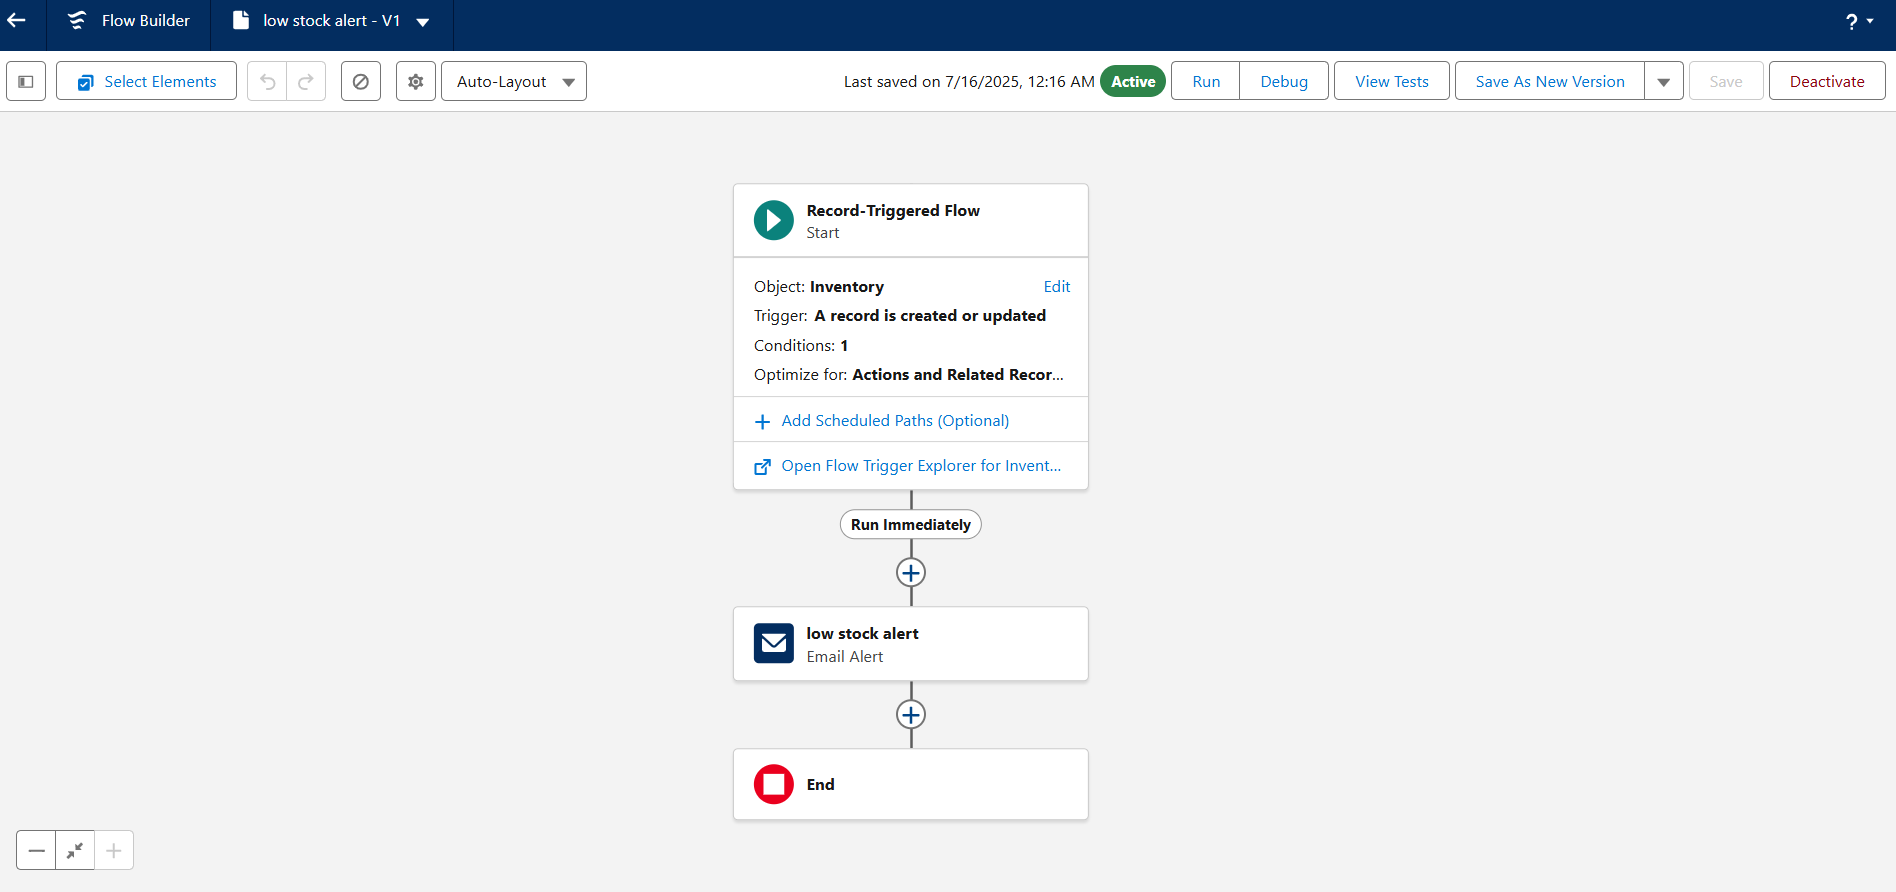 Flow Builder
low stock alert - V1
?
Select Elements
Auto-Layout
Last saved on 7/16/2025, 12:16 AM
Active
Run
Debug
View Tests
Save As New Version
Save
Deactivate
Record-Triggered Flow
Start
Object: Inventory
Edit
Trigger: A record is created or updated
Conditions: 1
Optimize for: Actions and Related Recor...
Add Scheduled Paths (Optional)
Open Flow Trigger Explorer for Invent...
Run Immediately
low stock alert
Email Alert
End